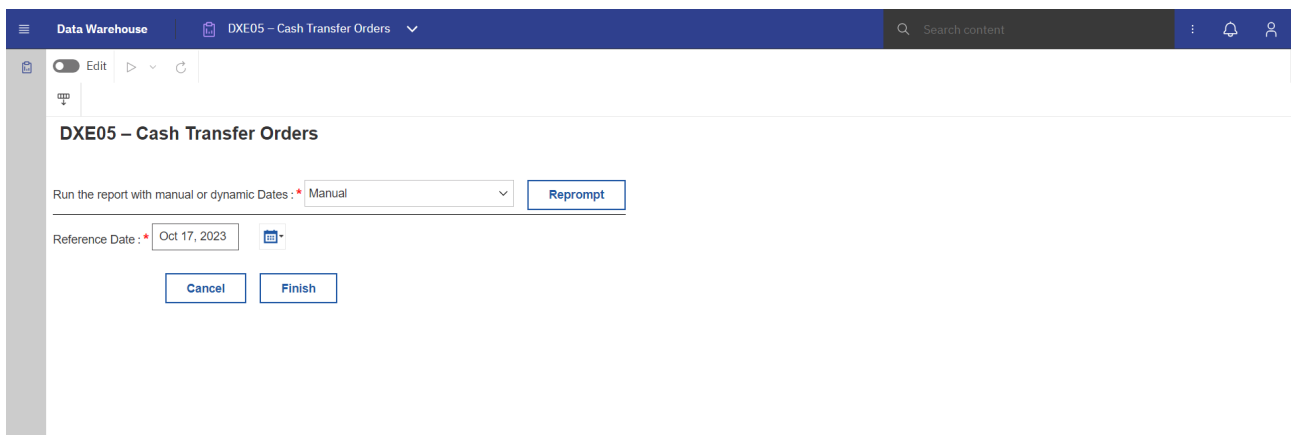 Data Warehouse DXE05 – Cash Transfer Orders Search content
Edit
DXE05 – Cash Transfer Orders
Run the report with manual or dynamic Dates : * Manual Reprompt
Reference Date : * Oct 17, 2023
Cancel Finish